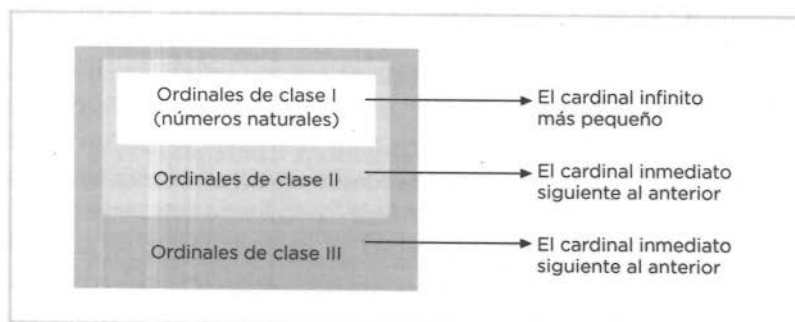 Ordinales de clase I
(números naturales)
El cardinal infinito
más pequeño
Ordinales de clase II
El cardinal inmediato
siguiente al anterior
Ordinales de clase III
El cardinal inmediato
siguiente al anterior